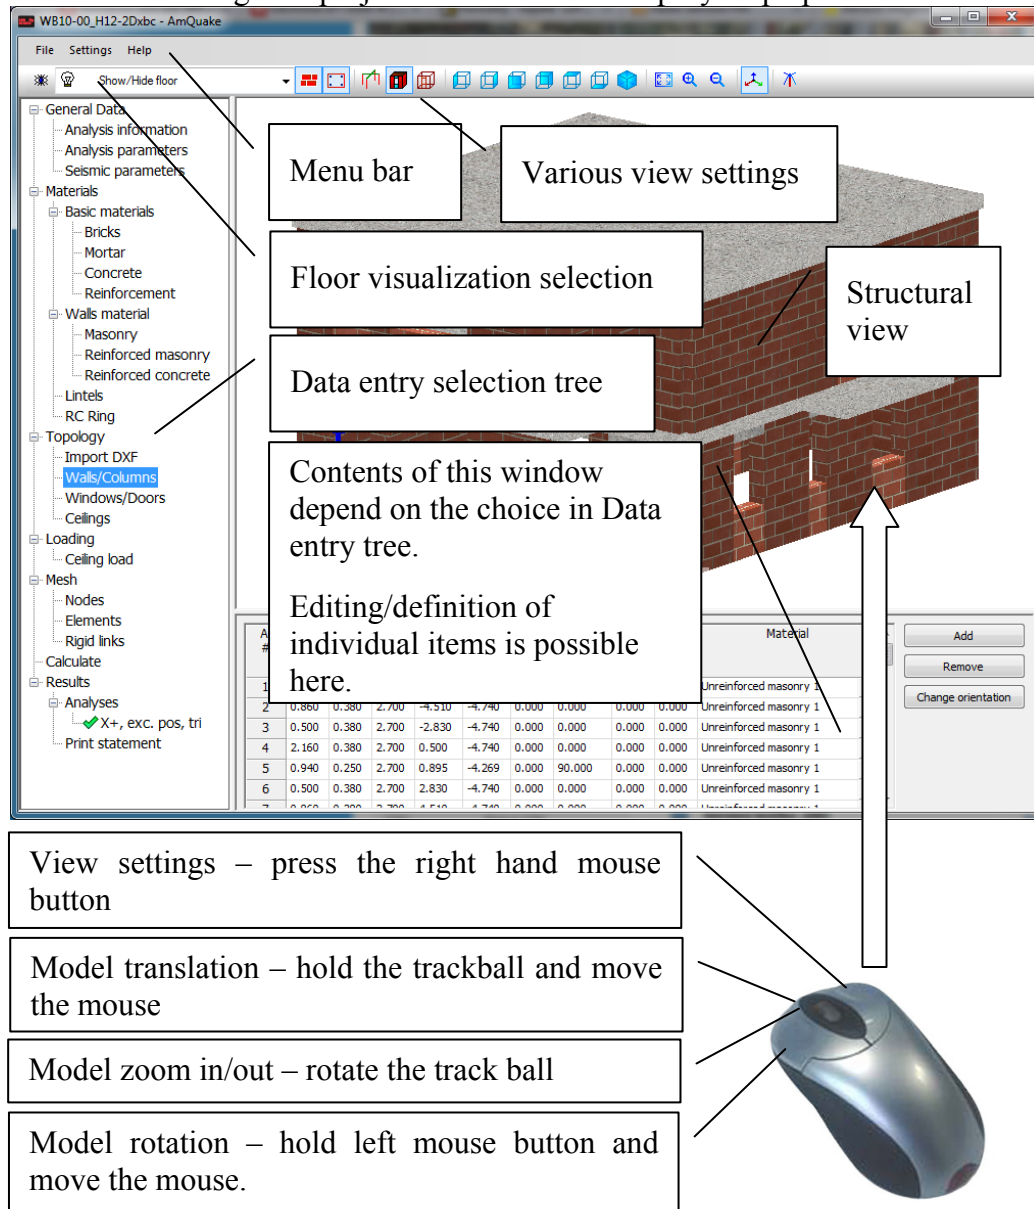 WB10-00_H12-2Dxbc - AmQuake
File Settings Help
Show/Hide floor
General Data
Analysis information
Analysis parameters
Seismic parameters
Materials
Basic materials
Bricks
Mortar
Concrete
Reinforcement
Walls material
Masonry
Reinforced masonry
Reinforced concrete
Lintels
RC Ring
Topology
Import DXF
Walls/Columns
Windows/Doors
Ceilings
Loading
Ceiling load
Mesh
Nodes
Elements
Rigid links
Calculate
Results
Analyses
X+, exc. pos, tri
Print statement
Menu bar
Various view settings
Floor visualization selection
Structural
view
Data entry selection tree
Contents of this window
depend on the choice in Data
entry tree.
Editing/definition of
individual items is possible
here.
Material
#
1 Unreinforced masonry 1
2 0.860 0.380 2.700 -4.510 -4.740 0.000 0.000 0.000 0.000 Unreinforced masonry 1
3 0.500 0.380 2.700 -2.830 -4.740 0.000 0.000 0.000 0.000 Unreinforced masonry 1
4 2.160 0.380 2.700 0.500 -4.740 0.000 0.000 0.000 0.000 Unreinforced masonry 1
5 0.940 0.250 2.700 0.895 -4.269 0.000 90.000 0.000 0.000 Unreinforced masonry 1
6 0.500 0.380 2.700 2.830 -4.740 0.000 0.000 0.000 0.000 Unreinforced masonry 1
Add
Remove
Change orientation
View settings – press the right hand mouse
button
Model translation – hold the trackball and move
the mouse
Model zoom in/out – rotate the track ball
Model rotation – hold left mouse button and
move the mouse.